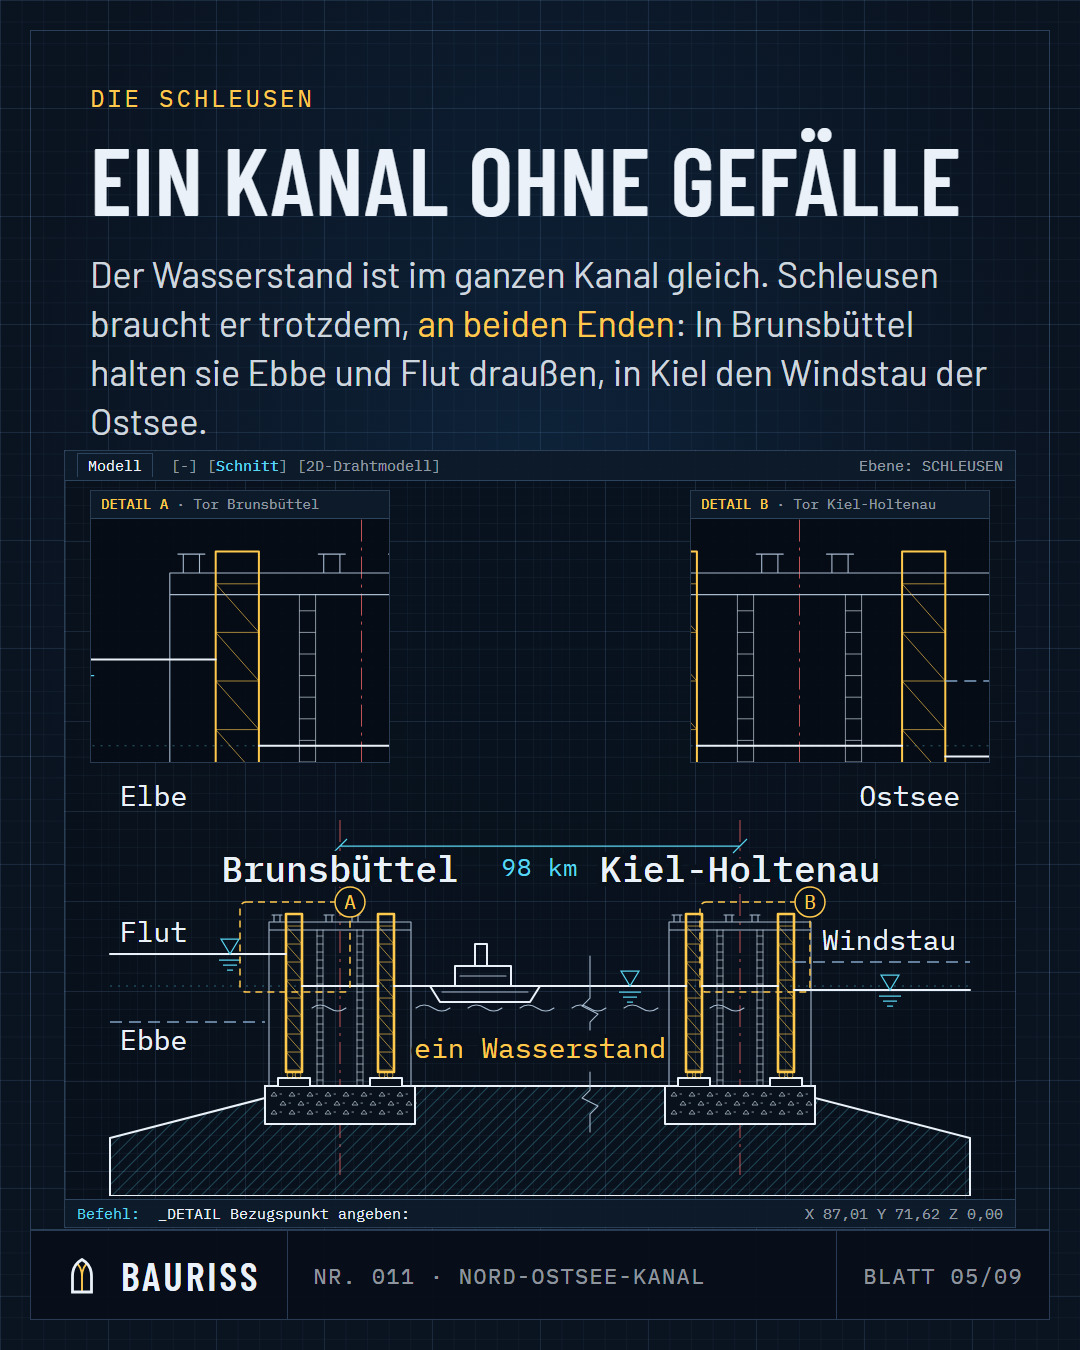 DIE SCHLEUSEN
EIN KANAL OHNE GEFÄLLE
Der Wasserstand ist im ganzen Kanal gleich. Schleusen
braucht er trotzdem, an beiden Enden: In Brunsbüttel
halten sie Ebbe und Flut draußen, in Kiel den Windstau der
Ostsee.
Modell [-] [Schnitt] [2D-Drahtmodell] Ebene: SCHLEUSEN
DETAIL A · Tor Brunsbüttel
DETAIL B · Tor Kiel-Holtenau
Elbe
Ostsee
Brunsbüttel 98 km Kiel-Holtenau
A
B
Flut
Windstau
Ebbe
ein Wasserstand
Befehl: _DETAIL Bezugspunkt angeben: X 87,01 Y 71,62 Z 0,00
BAURISS NR. 011 · NORD-OSTSEE-KANAL BLATT 05/09